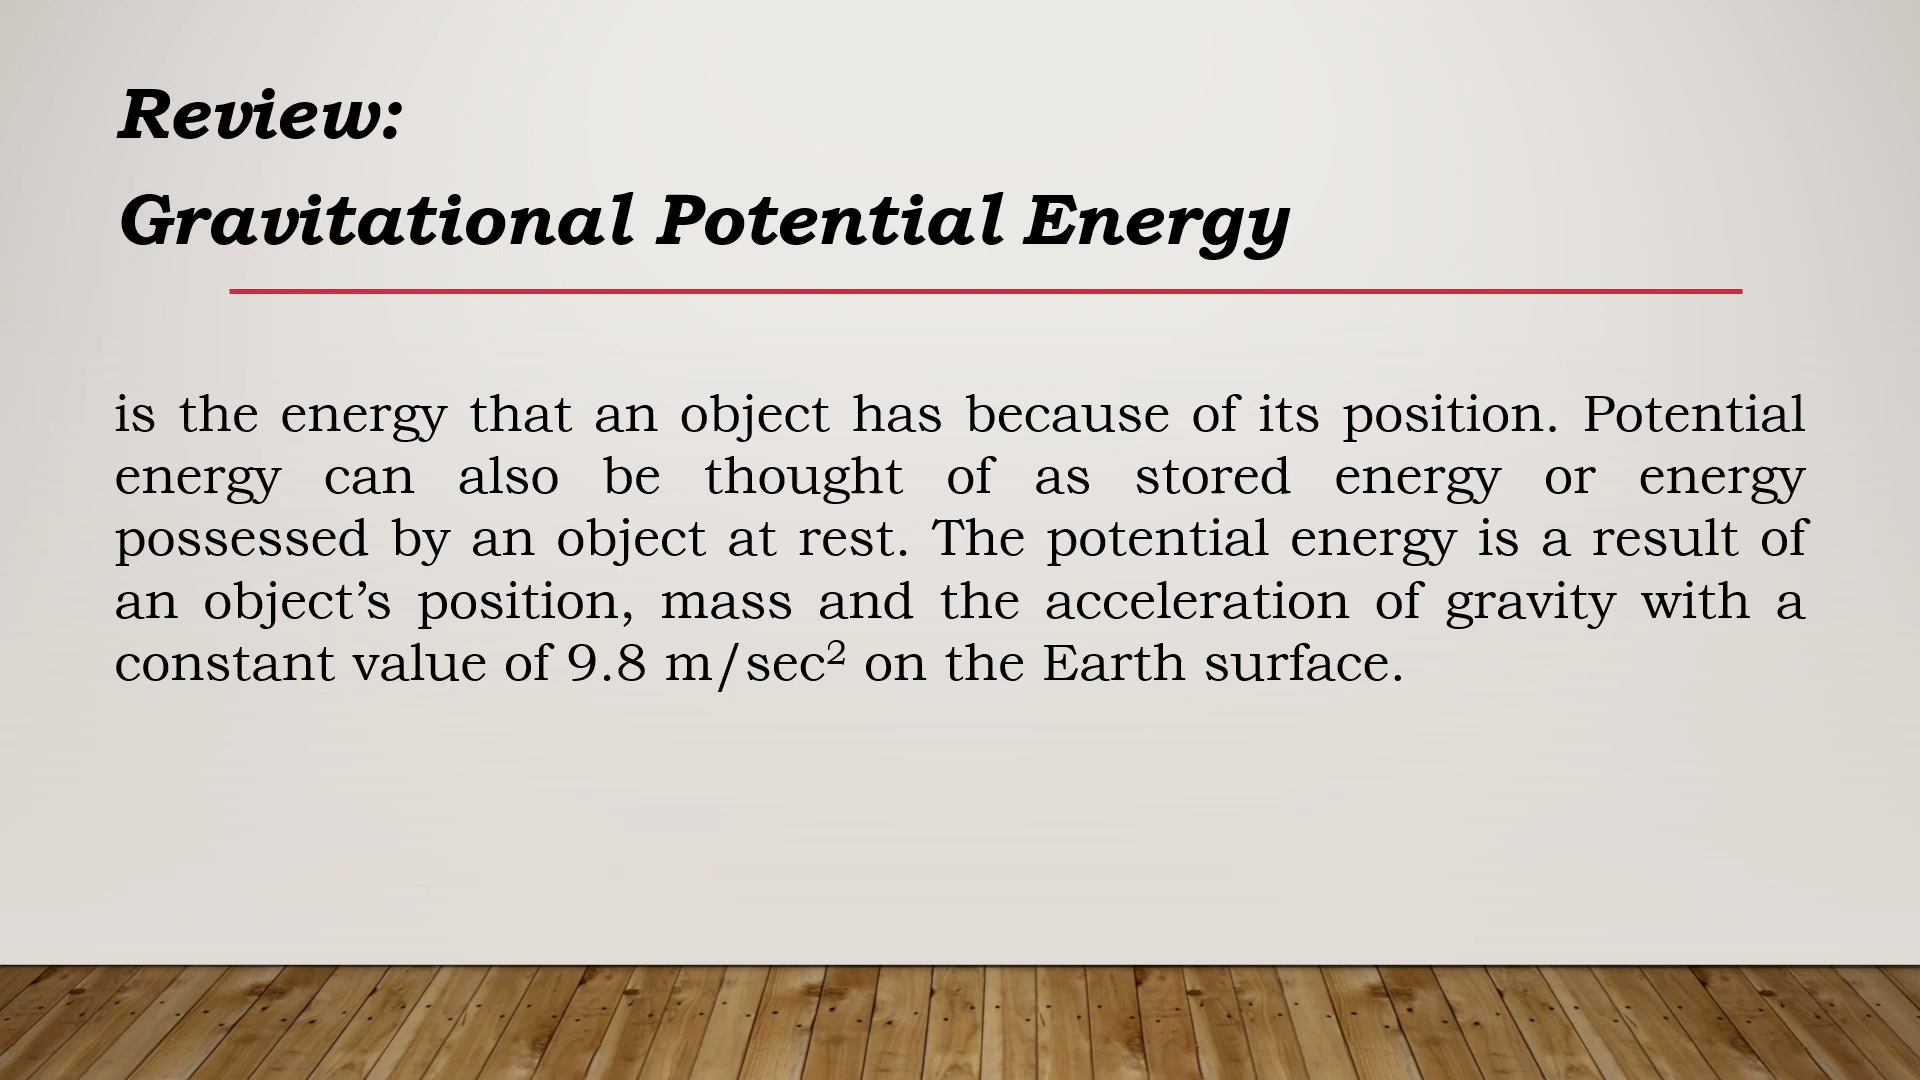 Review:
Gravitational Potential Energy
is the energy that an object has because of its position. Potential
energy can also be thought of as stored energy or energy
possessed by an object at rest. The potential energy is a result of
an object’s position, mass and the acceleration of gravity with a
constant value of 9.8 m/sec² on the Earth surface.